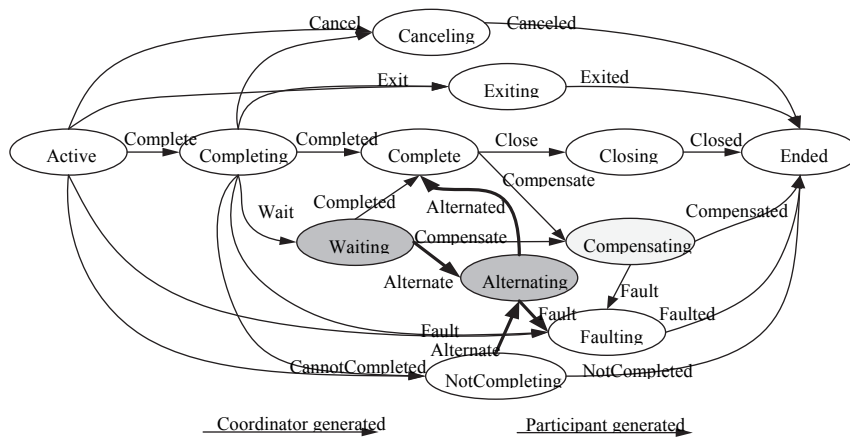 Cancel
Canceling
Canceled
Exit
Exiting
Exited
Active
Complete
Completing
Completed
Complete
Close
Closing
Closed
Ended
Compensate
Wait
Completed
Alternated
Waiting
Compensate
Compensating
Compensated
Alternate
Alternating
Fault
Fault
Faulting
Faulted
Fault
Alternate
CannotCompleted
NotCompleting
NotCompleted
Coordinator generated
Participant generated